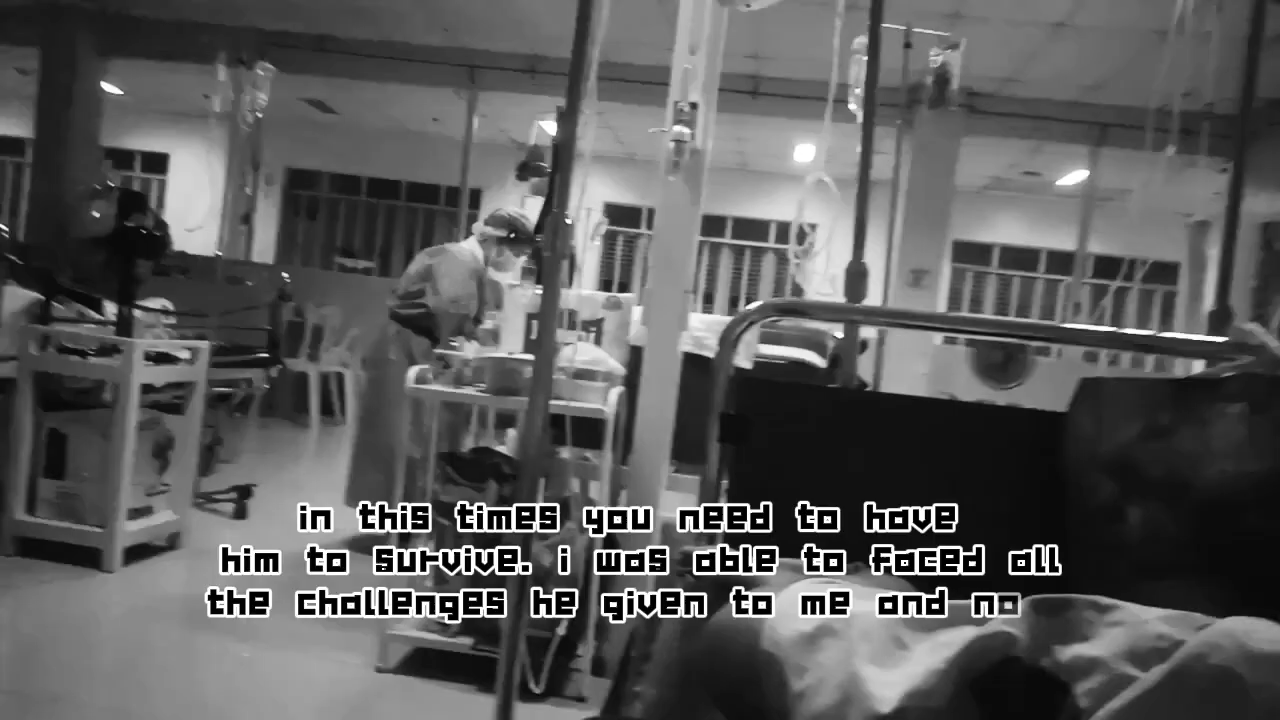 in this times you need to have
him to survive. i was able to faced all
the challenges he given to me and no